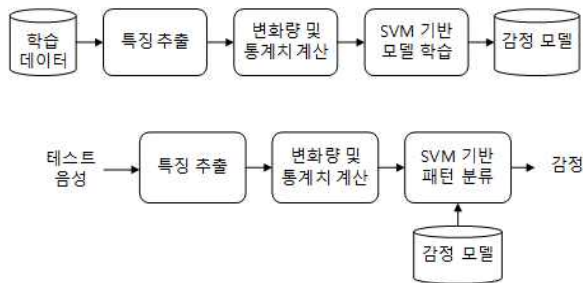 학습
데이터
특징 추출
변화량 및
통계치 계산
SVM 기반
모델 학습
감정 모델
테스트
음성
특징 추출
변화량 및
통계치 계산
SVM 기반
패턴 분류
감정
감정 모델